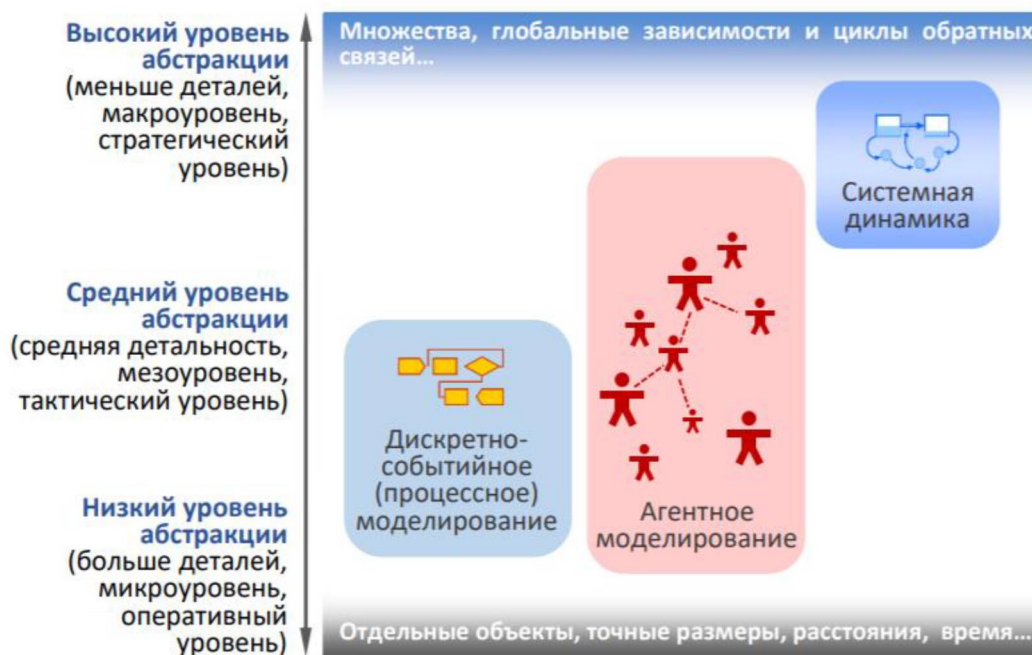 Высокий уровень
абстракции
(меньше деталей,
макроуровень,
стратегический
уровень)
Множества, глобальные зависимости и циклы обратных
связей...
Системная
динамика
Средний уровень
абстракции
(средняя детальность,
мезоуровень,
тактический уровень)
Дискретно-
событийное
(процессное)
моделирование
Агентное
моделирование
Низкий уровень
абстракции
(больше деталей,
микроуровень,
оперативный
уровень)
Отдельные объекты, точные размеры, расстояния, время...